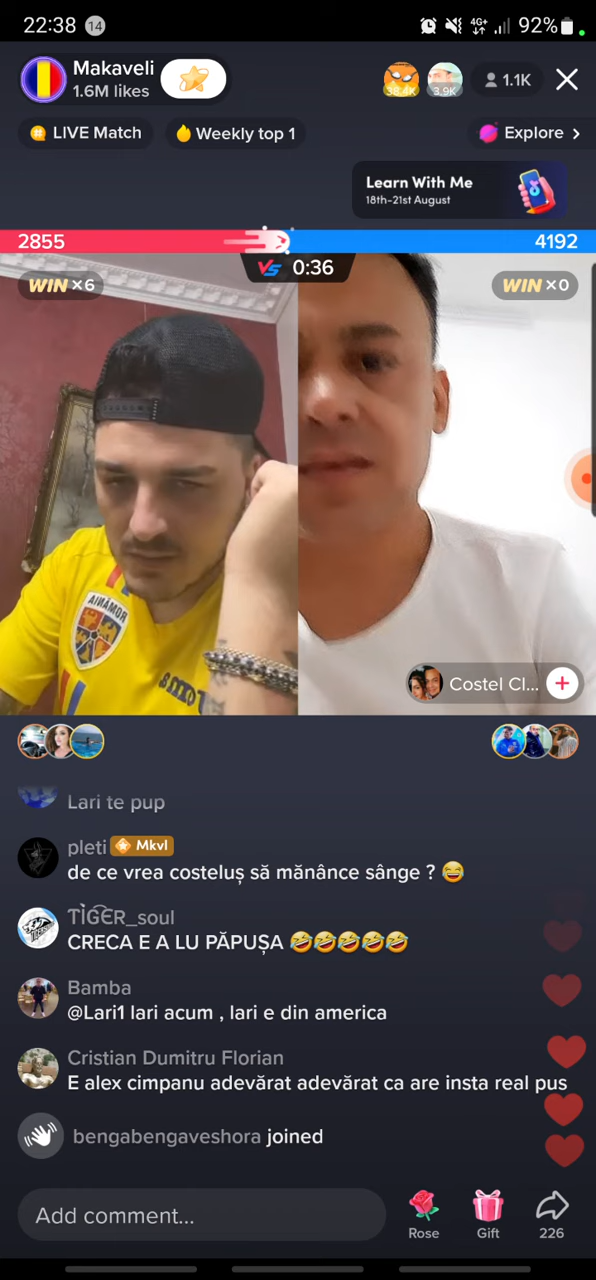 22:38 14 4G+ 92%
Makaveli
1.6M likes
38.4K 3.9K 1.1K
LIVE Match Weekly top 1 Explore
Learn With Me
18th-21st August
2855 4192
VS 0:36
WIN ×6 WIN ×0
ROMÂNIA
Costel Cl...
Lari te pup
pleti Mkvl
de ce vrea costeluș să mănânce sânge ? 😂
TIGER_soul
CRECA E A LU PĂPUȘA 🤣🤣🤣🤣🤣
Bamba
@Lari1 lari acum , lari e din america
Cristian Dumitru Florian
E alex cimpanu adevărat adevărat ca are insta real pus
bengabengaveshora joined
Add comment...
Rose Gift 226